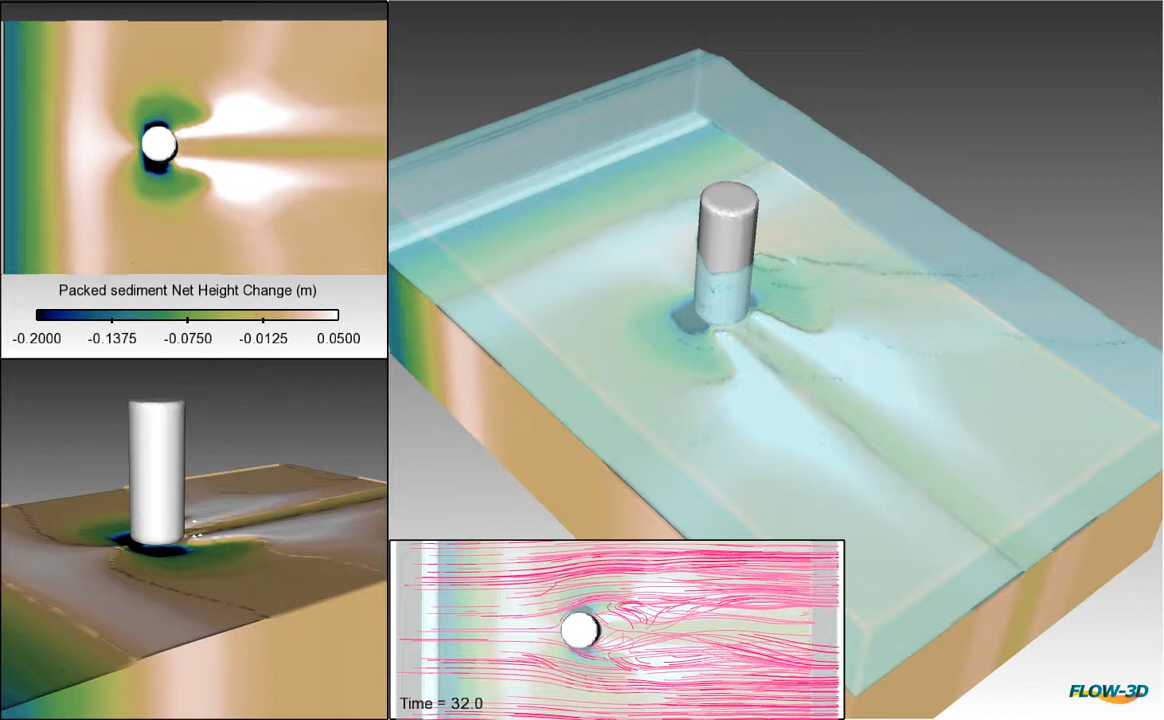 Packed sediment Net Height Change (m)
-0.2000 -0.1375 -0.0750 -0.0125 0.0500
Time = 32.0
FLOW-3D